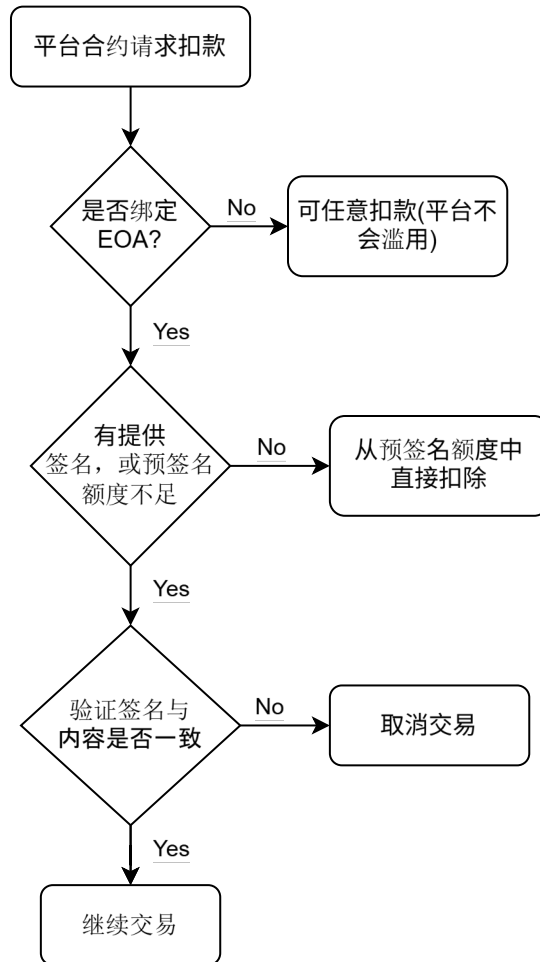 平台合约请求扣款
是否绑定
EOA?
No
可任意扣款(平台不
会滥用)
Yes
有提供
签名，或预签名
额度不足
No
从预签名额度中
直接扣除
Yes
验证签名与
内容是否一致
No
取消交易
Yes
继续交易